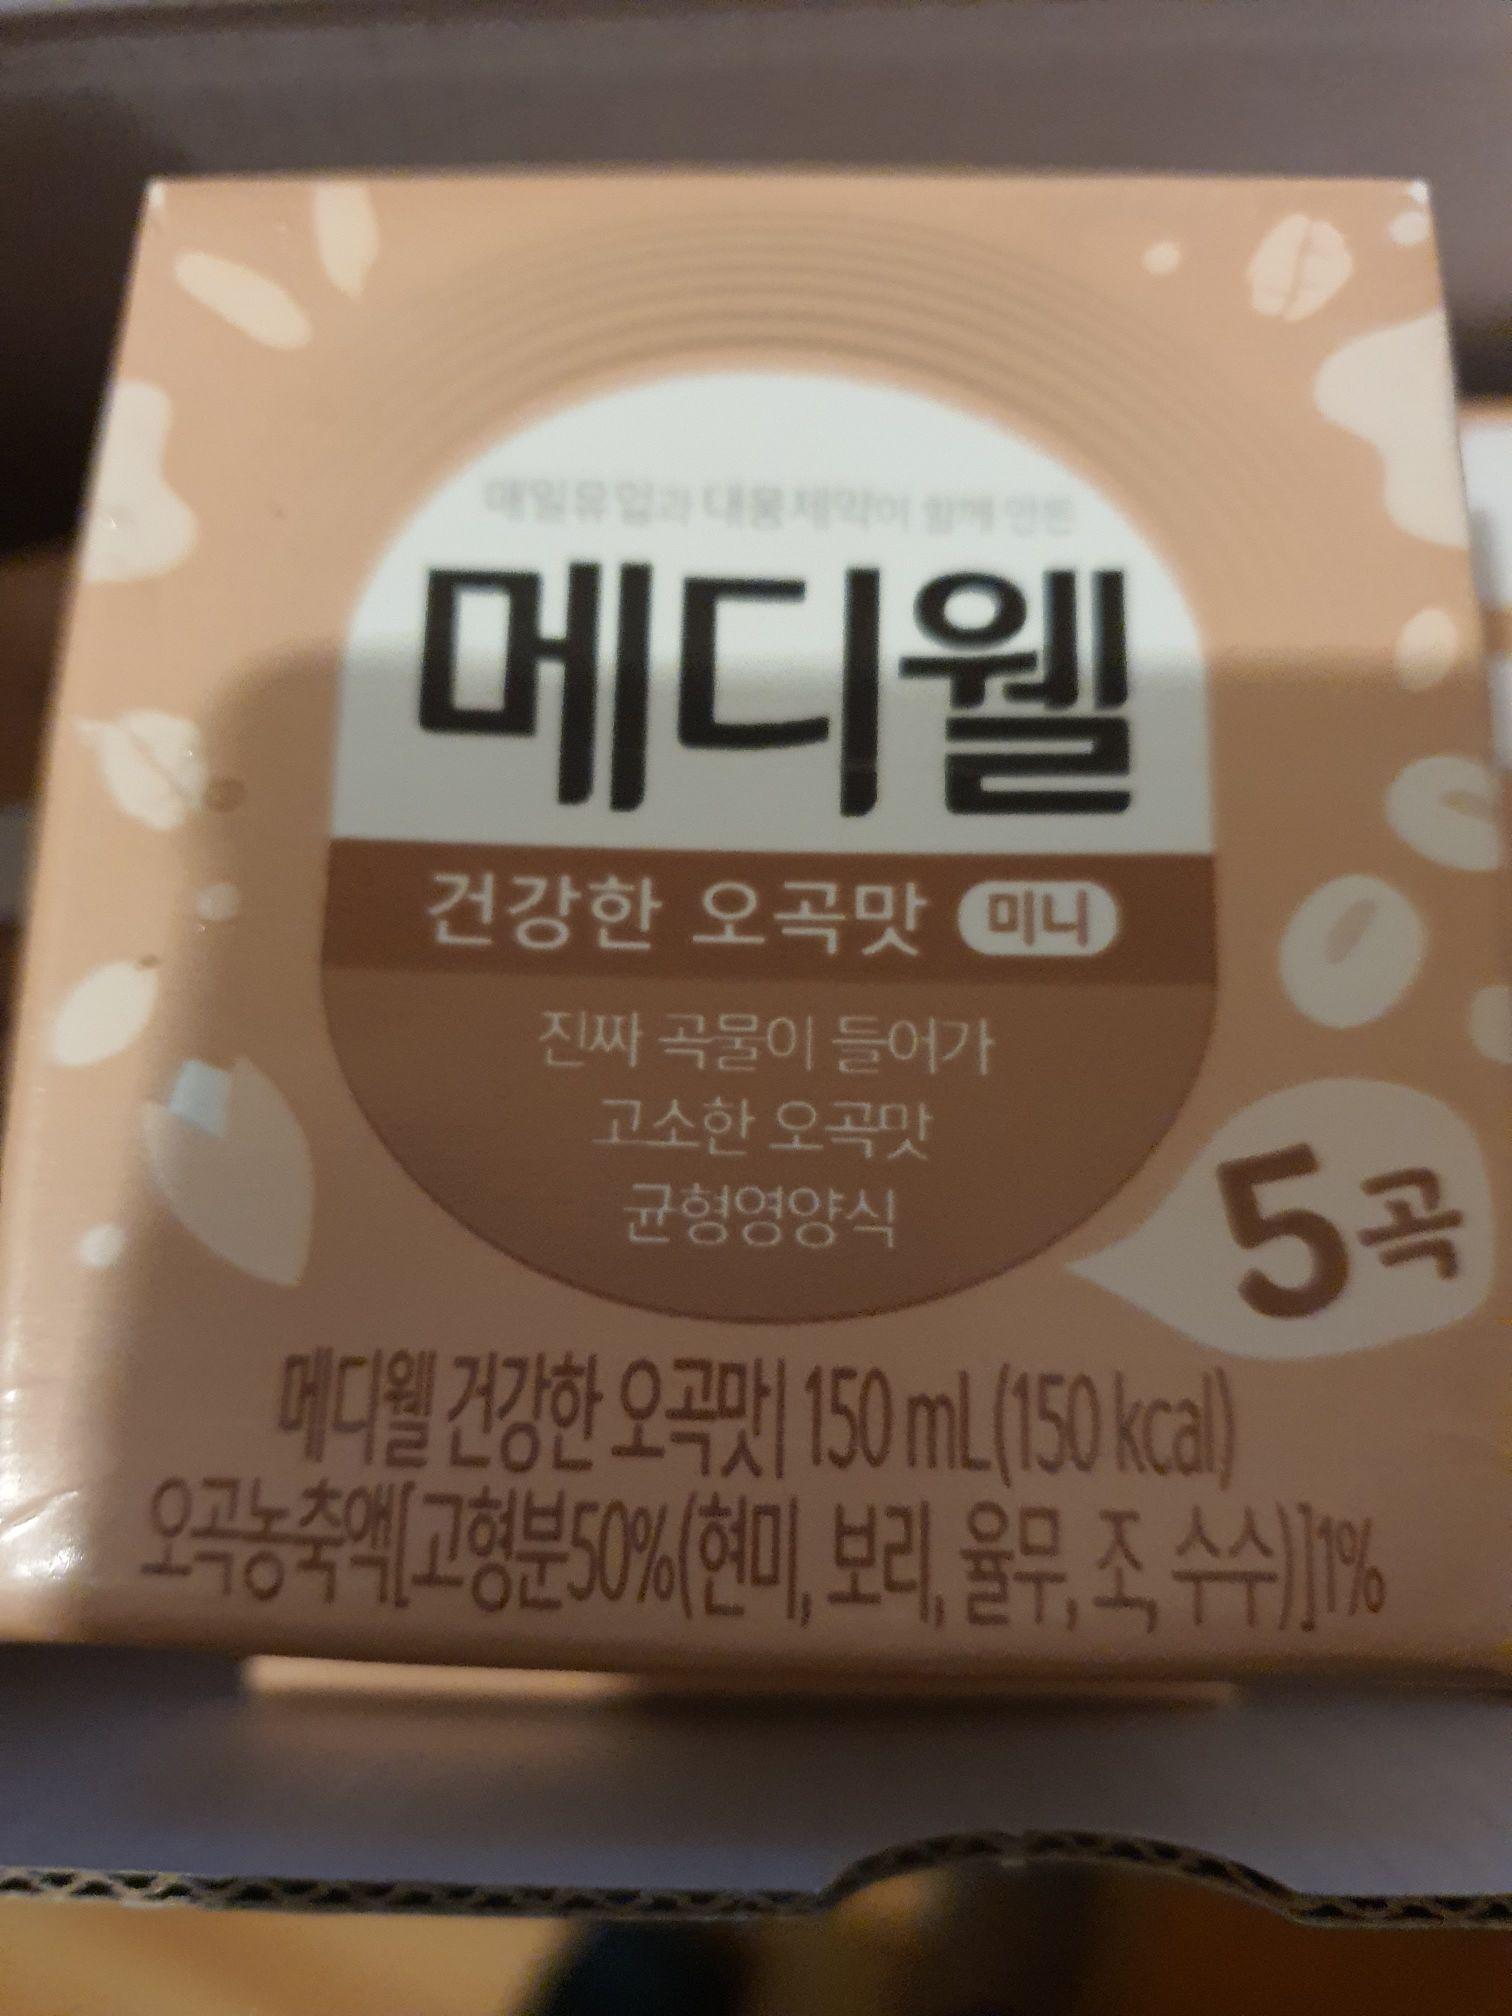 매일유업과 대웅제약이 함께 만든
메디웰
건강한 오곡맛 미니
진짜 곡물이 들어가
고소한 오곡맛
균형영양식
5곡
메디웰 건강한 오곡맛 | 150 mL(150 kcal)
오곡농축액[고형분50%(현미, 보리, 율무, 조, 수수)]1%